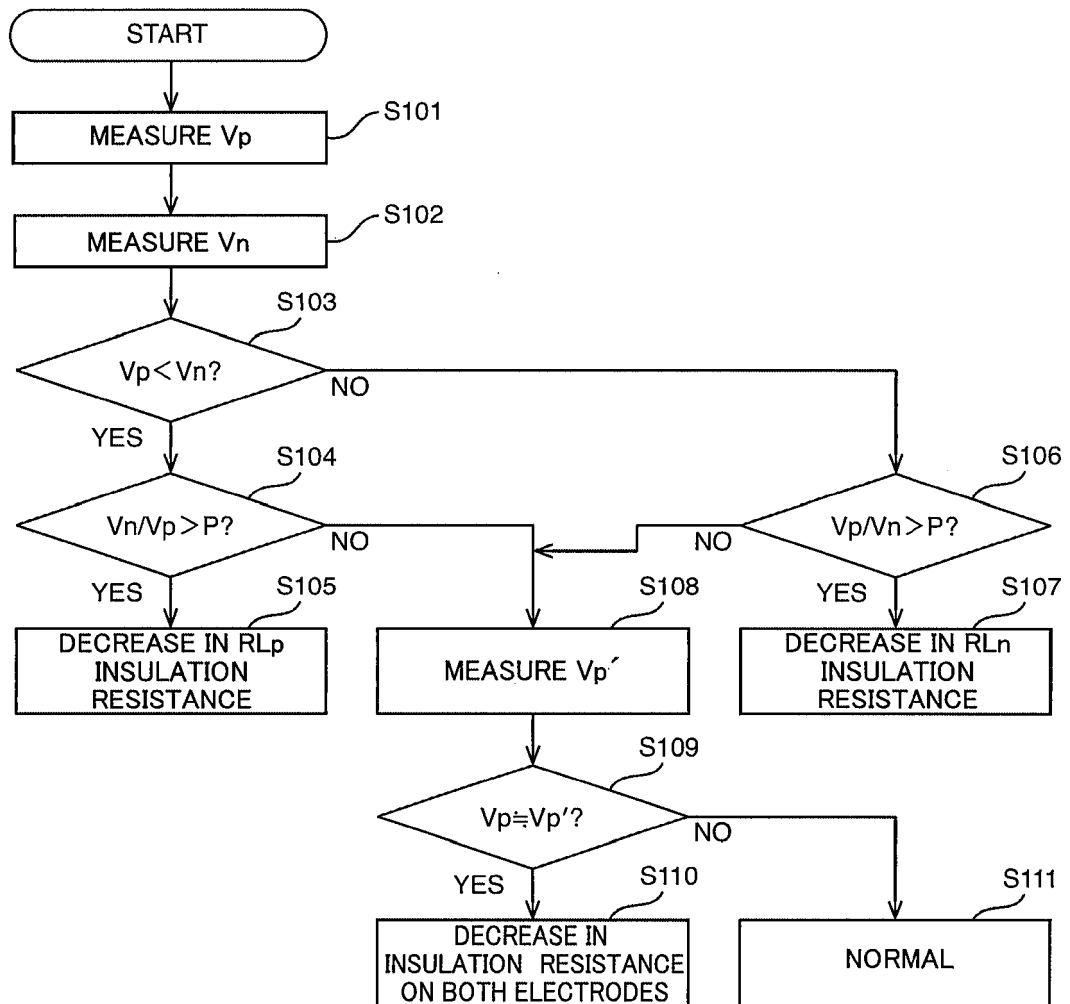 START
MEASURE Vp
S101
MEASURE Vn
S102
S103
Vp<Vn?
NO
YES
S104
Vn/Vp>P?
NO
S106
Vp/Vn>P?
NO
YES
S105
DECREASE IN RLp
INSULATION
RESISTANCE
S108
MEASURE Vp′
YES
S107
DECREASE IN RLn
INSULATION
RESISTANCE
S109
Vp≒Vp′?
NO
YES
S110
DECREASE IN
INSULATION RESISTANCE
ON BOTH ELECTRODES
S111
NORMAL